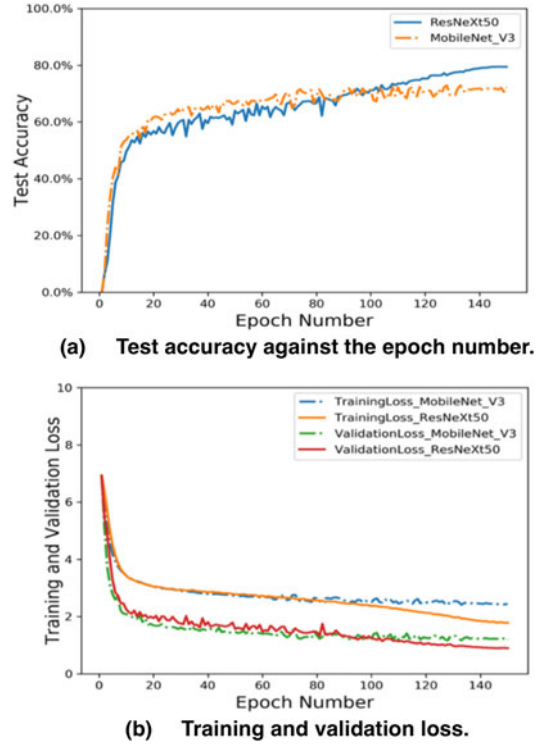 100.0%
80.0%
60.0%
40.0%
20.0%
0.0%
Test Accuracy
ResNeXt50
MobileNet_V3
0 20 40 60 80 100 120 140
Epoch Number
(a) Test accuracy against the epoch number.
10
8
6
4
2
0
Training and Validation Loss
TrainingLoss_MobileNet_V3
TrainingLoss_ResNeXt50
ValidationLoss_MobileNet_V3
ValidationLoss_ResNeXt50
0 20 40 60 80 100 120 140
Epoch Number
(b) Training and validation loss.